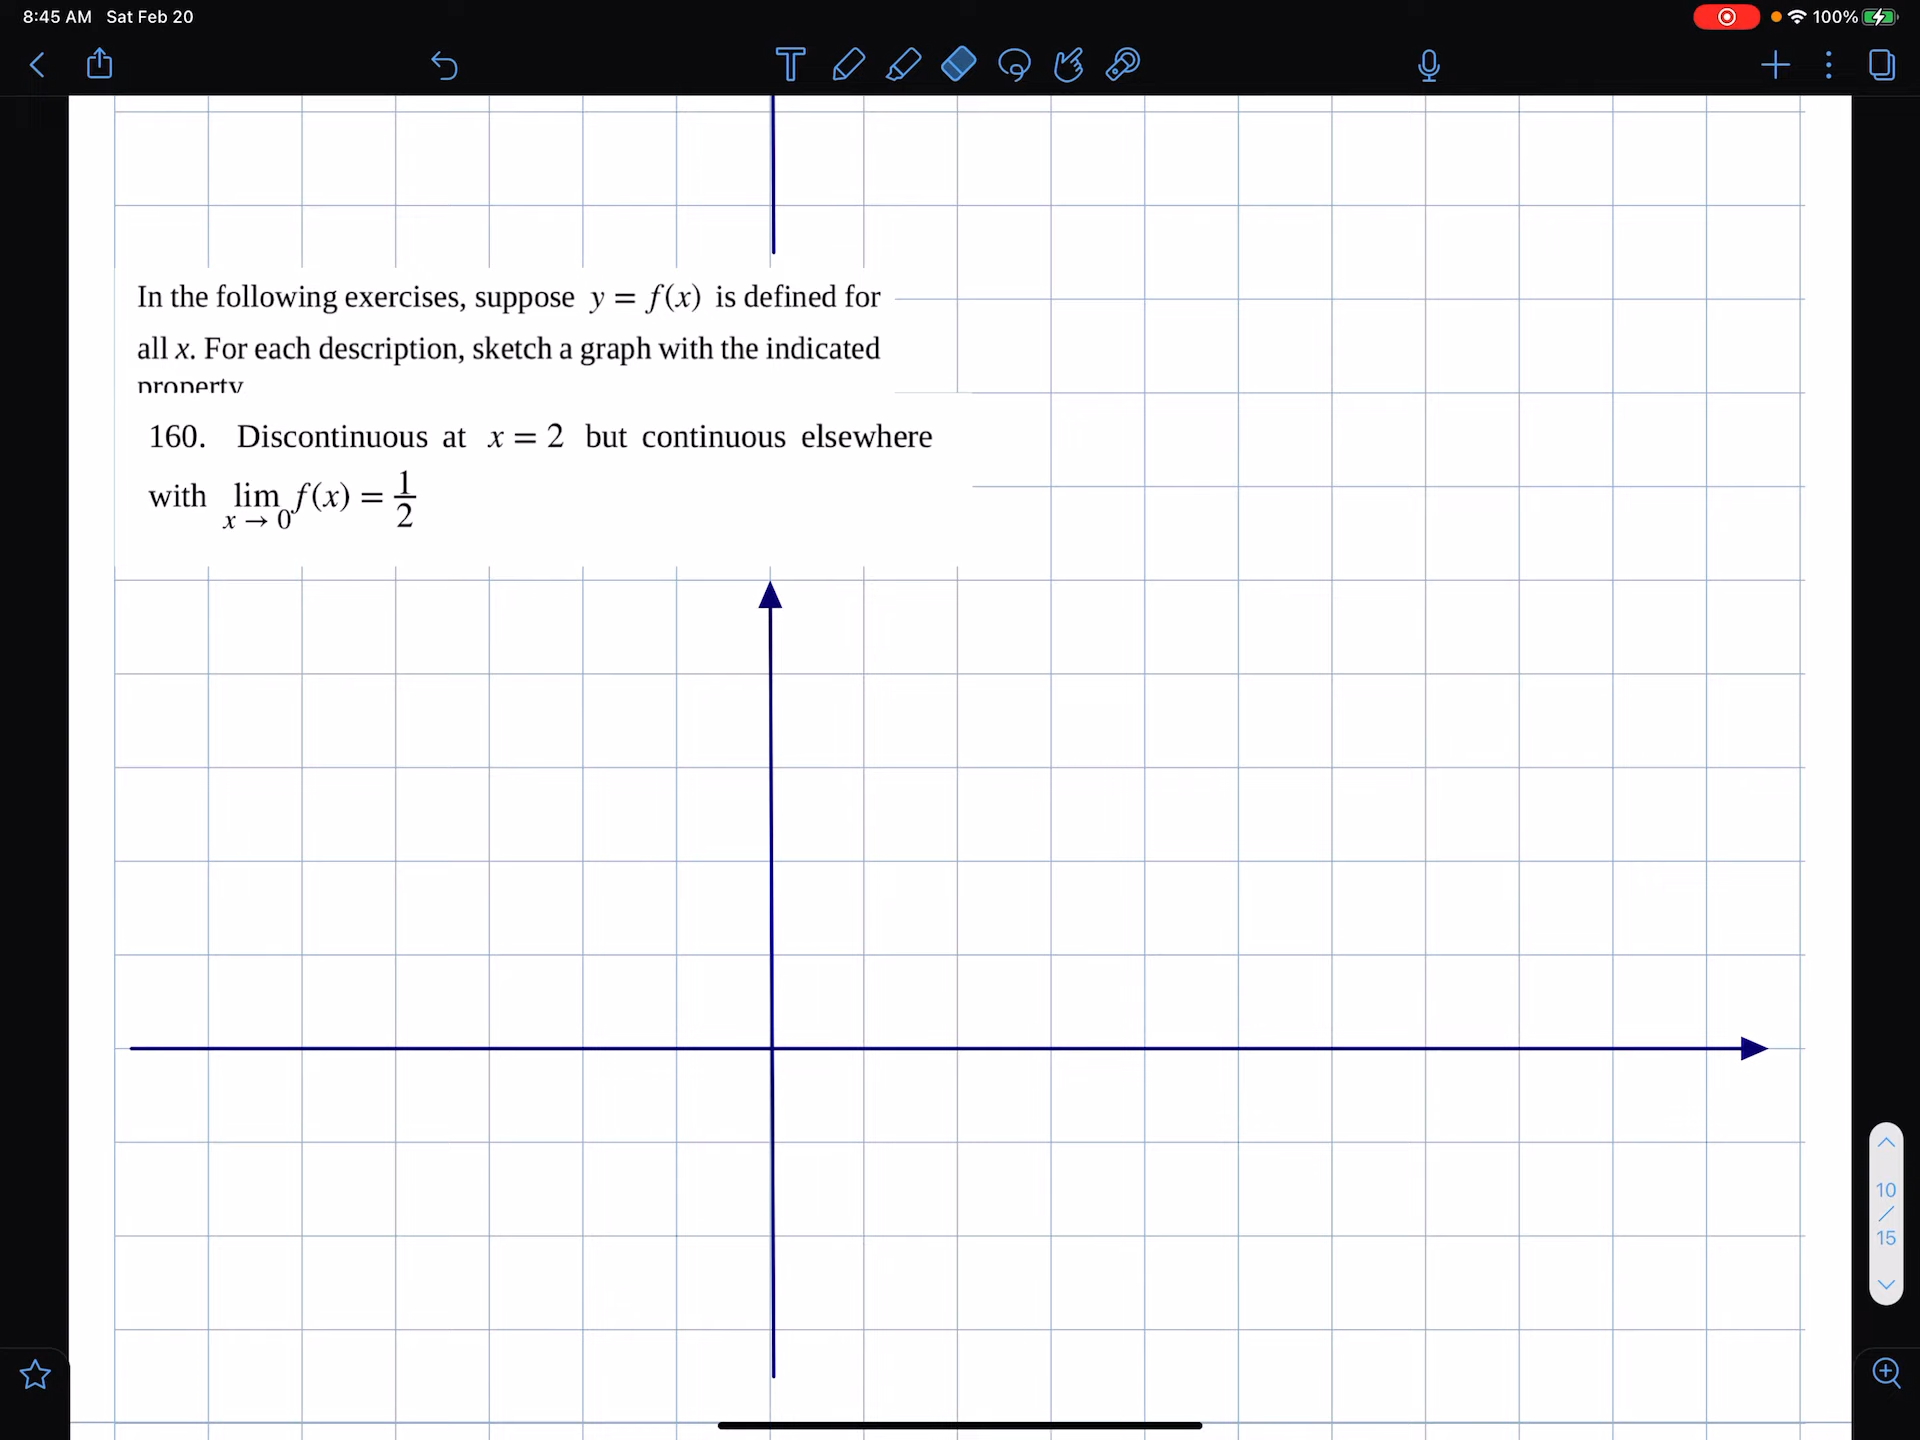 8:45 AM Sat Feb 20
100%
In the following exercises, suppose y = f(x) is defined for
all x. For each description, sketch a graph with the indicated
property
160. Discontinuous at x = 2 but continuous elsewhere
with lim x → 0 f(x) = 1/2
10
/
15